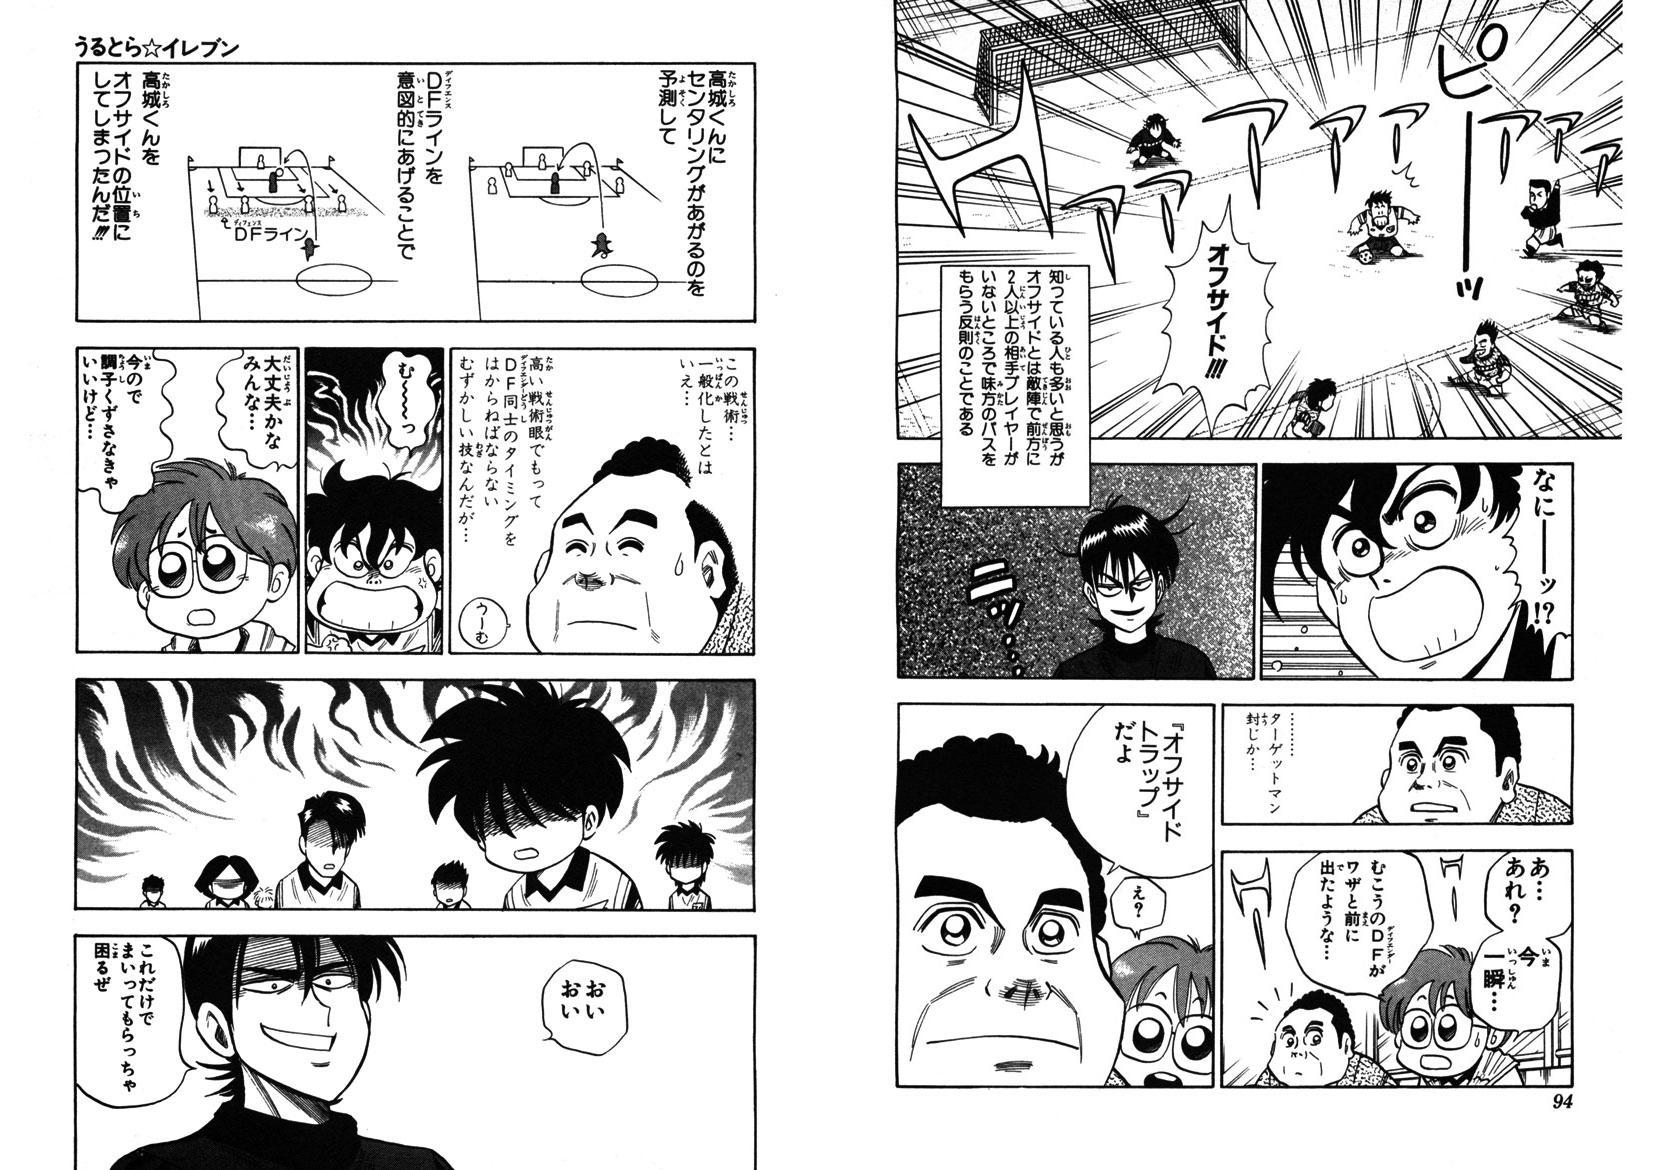 ピーーッ
オフサイド!!!
知っている人も多いと思うが
オフサイドとは敵陣で前方に
2人以上の相手プレイヤーが
いないところで味方のパスを
もらう反則のことである
なにーーッ!?
ニッ…
…………
ターゲットマン
封じか…
『オフサイド
トラップ』
だよ
え?
あ…
あれ?
今
一瞬…
むこうのDFが
ワザと前に
出たような…
94
うるとら☆イレブン
高城くんに
センタリングがあがるのを
予測して
DFラインを
意図的にあげることで
DFライン
高城くんを
オフサイドの位置に
してしまったんだ!!!
この戦術…
一般化したとは
いえ…
高い戦術眼でもって
DF同士のタイミングを
はからねばならない
むずかしい技なんだが…
うーむ
む~~~っ
大丈夫かな
みんな…
今ので
調子くずさなきゃ
いいけど…
おい
おい
これだけで
まいってもらっちゃ
困るぜ